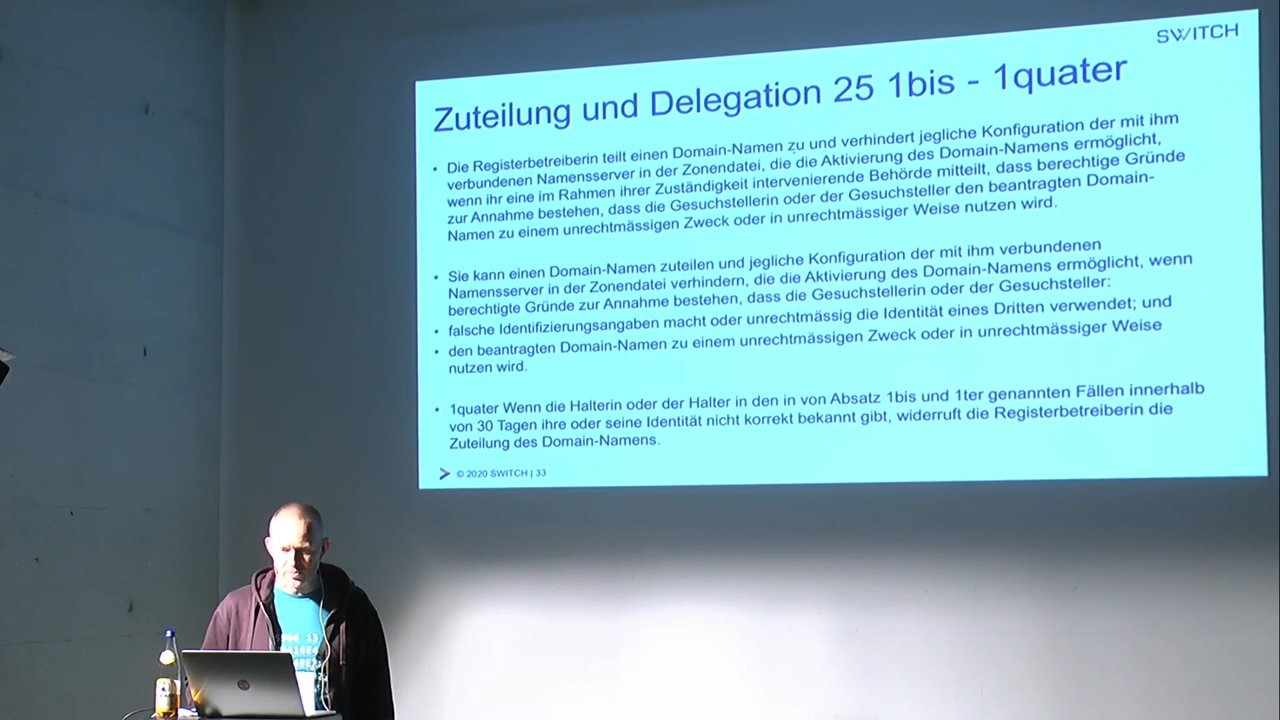 SWITCH
Zuteilung und Delegation 25 1bis - 1quater
• Die Registerbetreiberin teilt einen Domain-Namen zu und verhindert jegliche Konfiguration der mit ihm
verbundenen Namensserver in der Zonendatei, die die Aktivierung des Domain-Namens ermöglicht,
wenn ihr eine im Rahmen ihrer Zuständigkeit intervenierende Behörde mitteilt, dass berechtige Gründe
zur Annahme bestehen, dass die Gesuchstellerin oder der Gesuchsteller den beantragten Domain-
Namen zu einem unrechtmässigen Zweck oder in unrechtmässiger Weise nutzen wird.
• Sie kann einen Domain-Namen zuteilen und jegliche Konfiguration der mit ihm verbundenen
Namensserver in der Zonendatei verhindern, die die Aktivierung des Domain-Namens ermöglicht, wenn
berechtigte Gründe zur Annahme bestehen, dass die Gesuchstellerin oder der Gesuchsteller:
• falsche Identifizierungsangaben macht oder unrechtmässig die Identität eines Dritten verwendet; und
• den beantragten Domain-Namen zu einem unrechtmässigen Zweck oder in unrechtmässiger Weise
nutzen wird.
• 1quater Wenn die Halterin oder der Halter in den in von Absatz 1bis und 1ter genannten Fällen innerhalb
von 30 Tagen ihre oder seine Identität nicht korrekt bekannt gibt, widerruft die Registerbetreiberin die
Zuteilung des Domain-Namens.
© 2020 SWITCH | 33